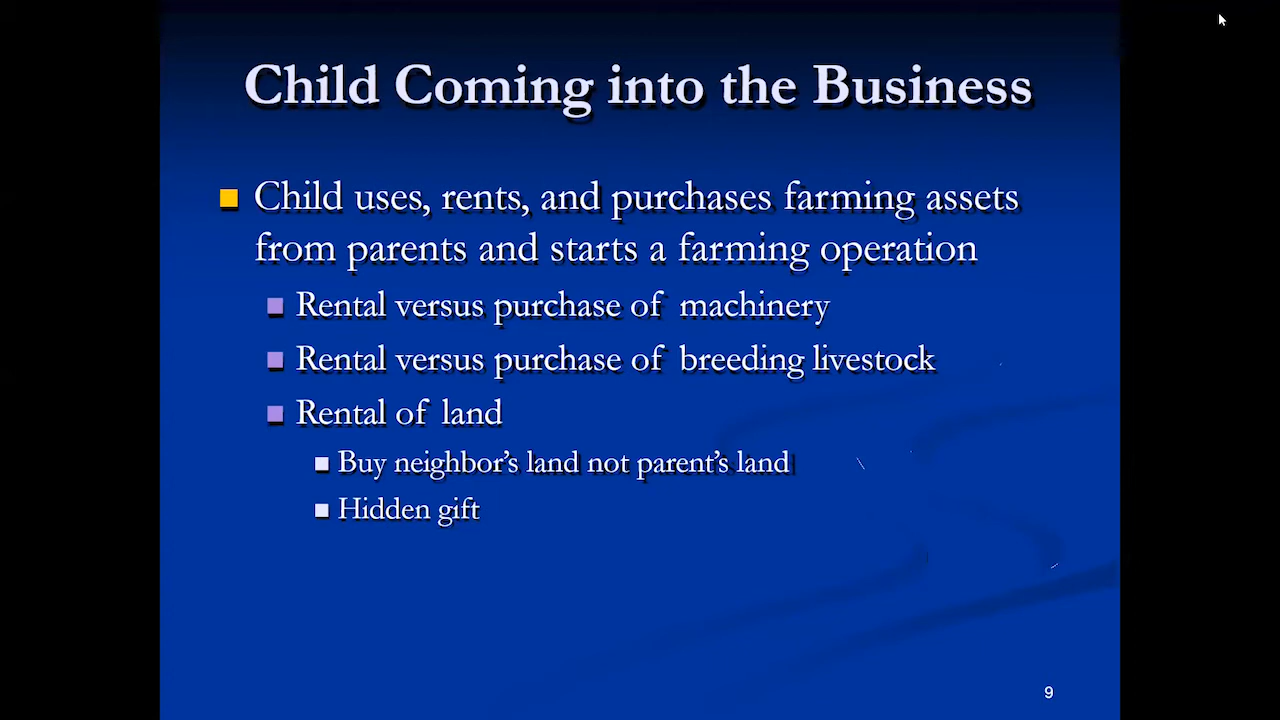 Child Coming into the Business
Child uses, rents, and purchases farming assets
from parents and starts a farming operation
Rental versus purchase of machinery
Rental versus purchase of breeding livestock
Rental of land
Buy neighbor’s land not parent’s land
Hidden gift
9